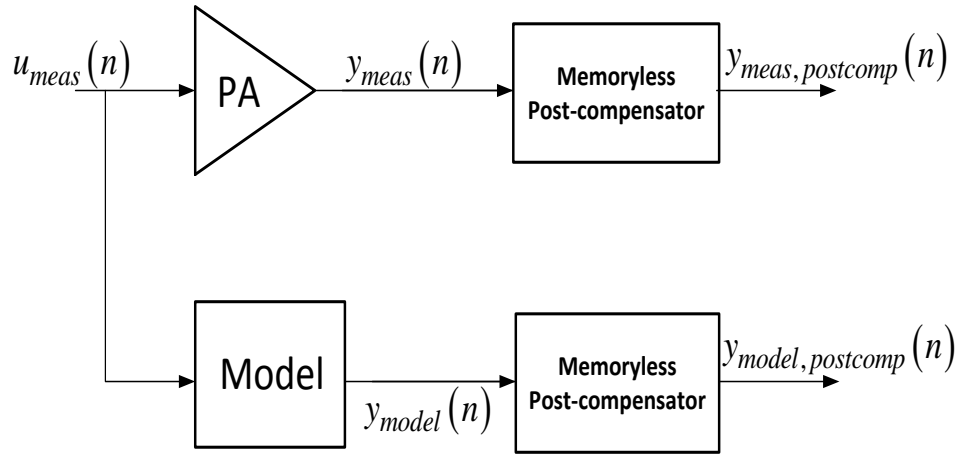 u_meas(n)
PA
y_meas(n)
Memoryless
Post-compensator
y_meas,postcomp(n)
Model
y_model(n)
Memoryless
Post-compensator
y_model,postcomp(n)